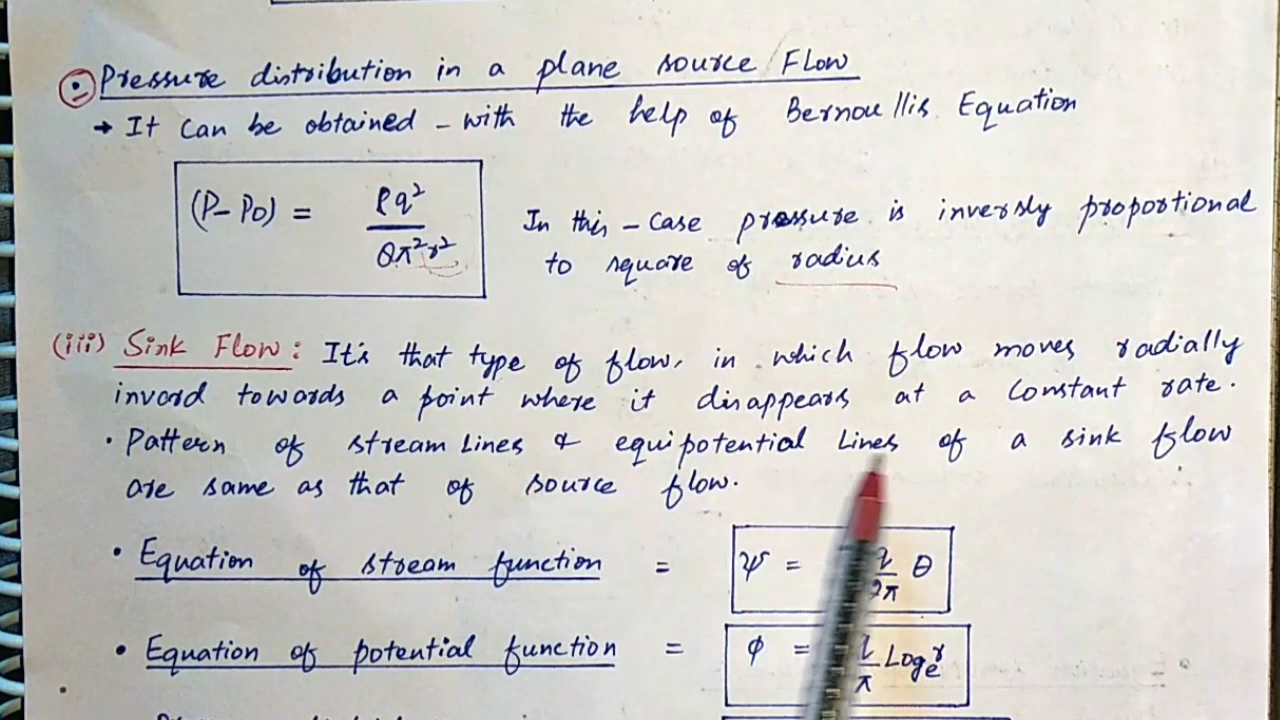 Pressure distribution in a plane source Flow
→ It can be obtained - with the help of Bernoullis Equation
(P- Po) = ρq² / 8π²r²
In this - case pressure is inversly proportional
to square of radius
(iii) Sink Flow: It's that type of flow, in which flow moves radially
inword towards a point where it disappears at a constant rate.
• Pattern of stream Lines & equipotential Lines of a sink flow
are same as that of source flow.
• Equation of stream function = ψ = q / 2π θ
• Equation of potential function = ϕ = / π Logₑr